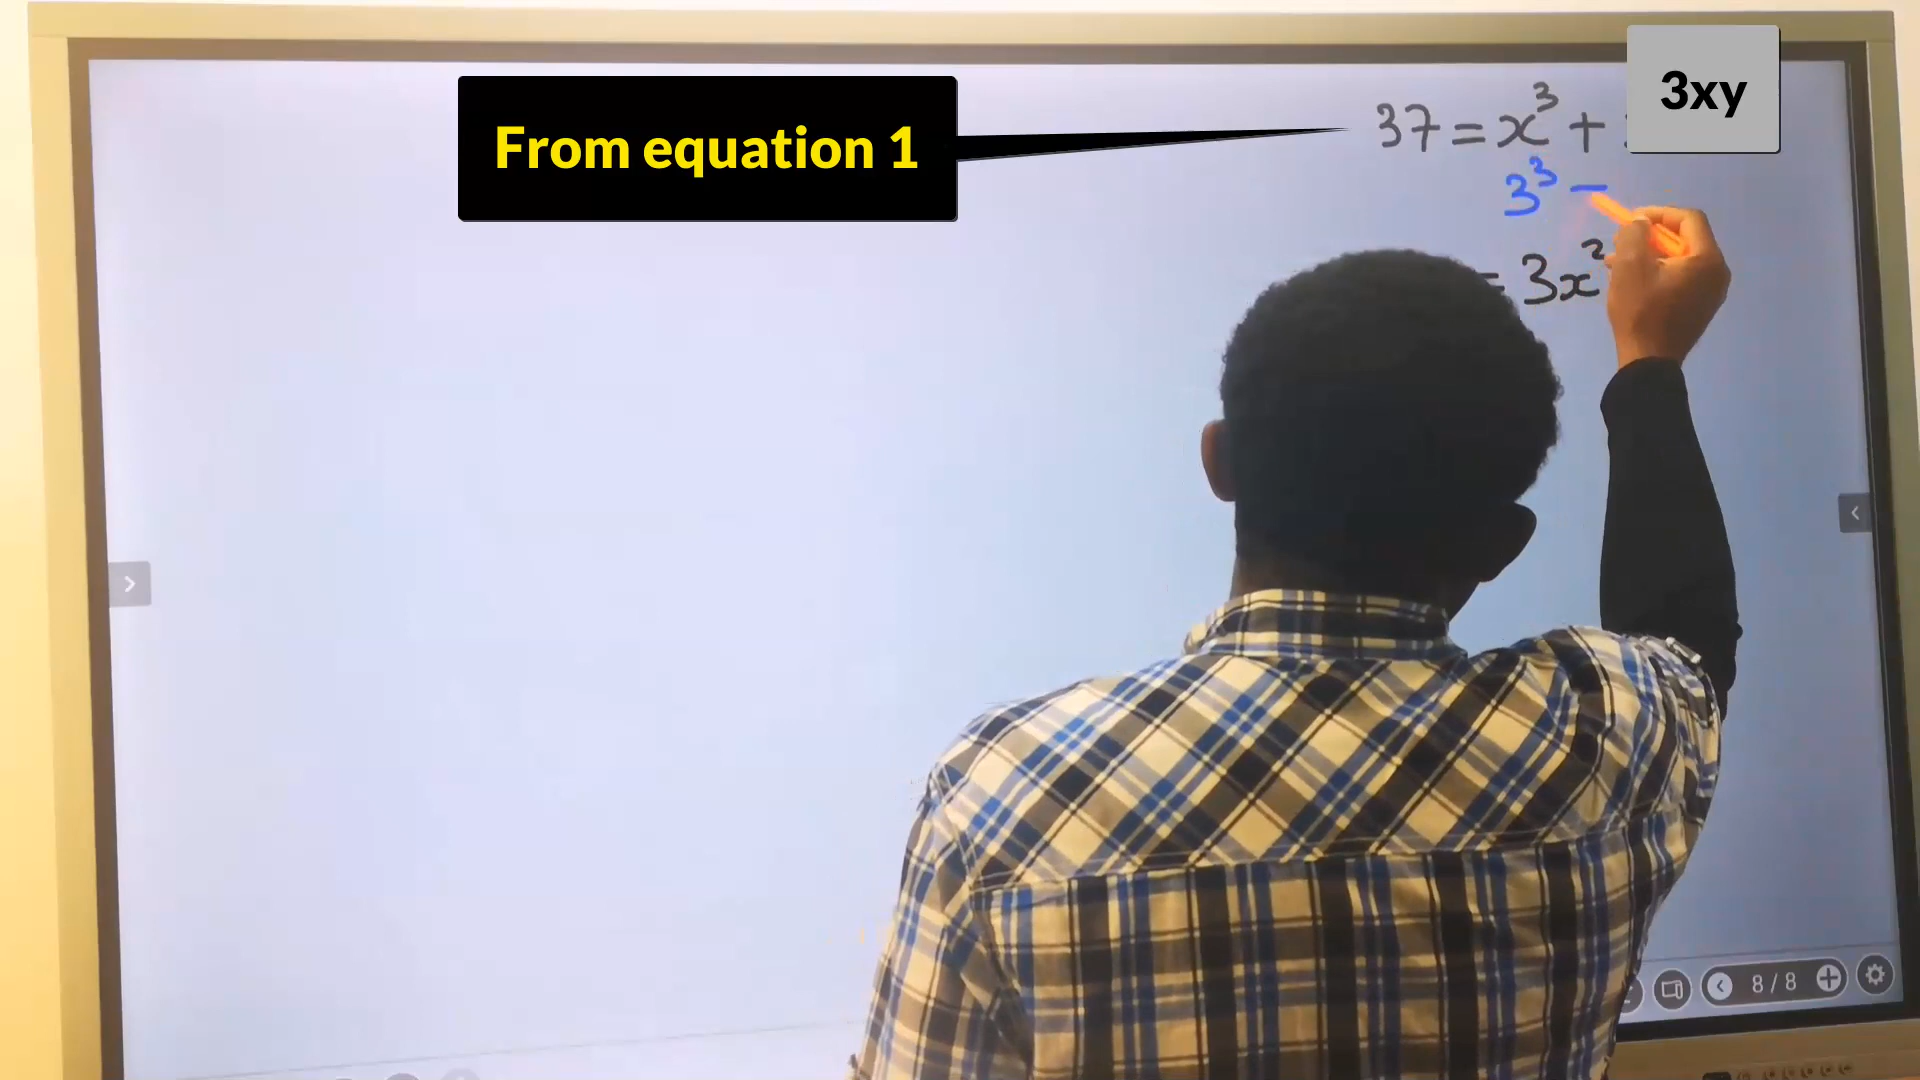 From equation 1
37 = x³ + 3xy
3³ –
= 3x²
8 / 8